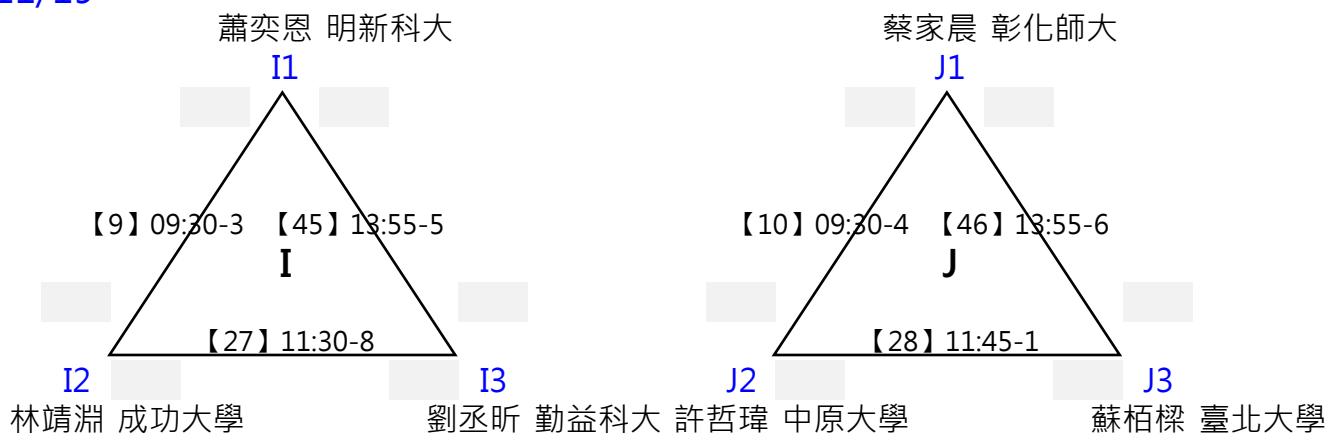 蕭奕恩 明新科大 蔡家晨 彰化師大
I1 J1
【9】09:30-3 【45】13:55-5 【10】09:30-4 【46】13:55-6
I J
【27】11:30-8 【28】11:45-1
I2 I3 J2 J3
林靖淵 成功大學 劉丞昕 勤益科大 許哲瑋 中原大學 蘇栢樑 臺北大學